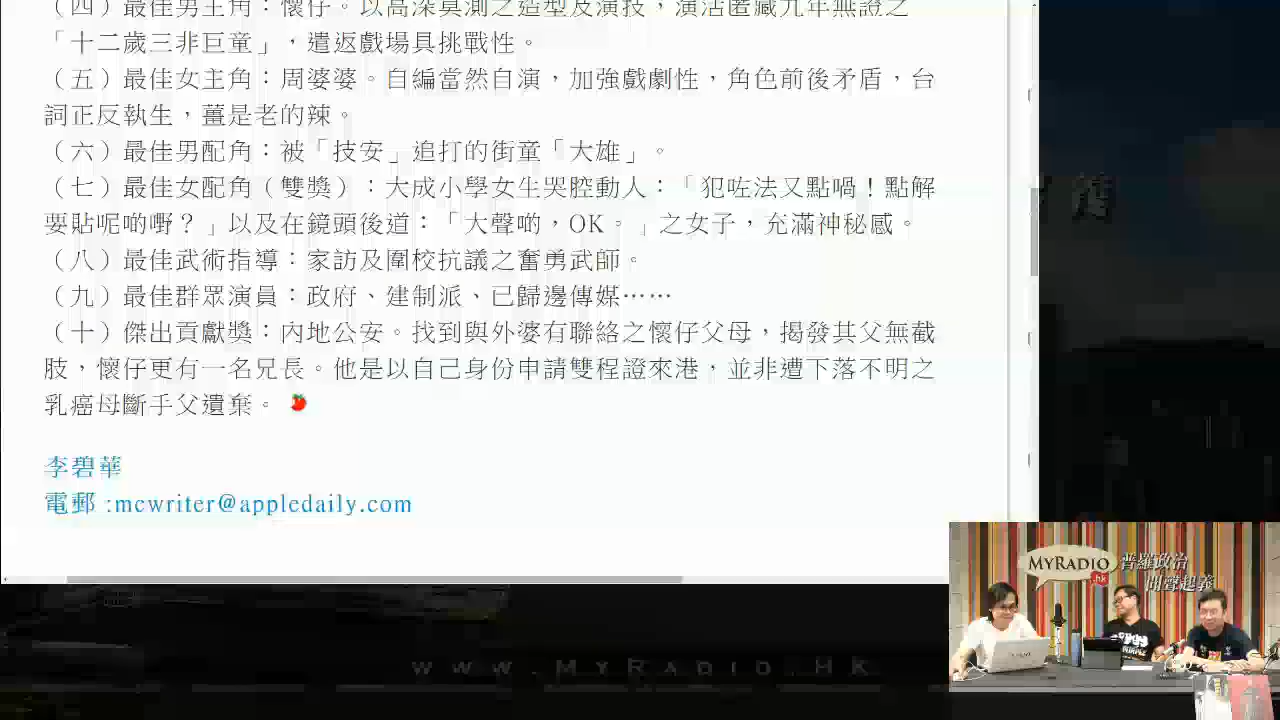 （四）最佳男主角：懷仔。以高深莫測之造型及演技，演活匿藏九年無證之
「十二歲三非巨童」，遣返戲場具挑戰性。
（五）最佳女主角：周婆婆。自編當然自演，加強戲劇性，角色前後矛盾，台
詞正反執生，薑是老的辣。
（六）最佳男配角：被「技安」追打的街童「大雄」。
（七）最佳女配角（雙獎）：大成小學女生哭腔動人：「犯咗法又點喎！點解
要貼呢啲嘢？」以及在鏡頭後道：「大聲啲，OK。」之女子，充滿神秘感。
（八）最佳武術指導：家訪及圍校抗議之奮勇武師。
（九）最佳群眾演員：政府、建制派、已歸邊傳媒……
（十）傑出貢獻獎：內地公安。找到與外婆有聯絡之懷仔父母，揭發其父無截
肢，懷仔更有一名兄長。他是以自己身份申請雙程證來港，並非遭下落不明之
乳癌母斷手父遺棄。
李碧華
電郵 :mcwriter@appledaily.com
MYRADIO
.hk
普羅政治
聞聲起義
www.MyRadio.HK